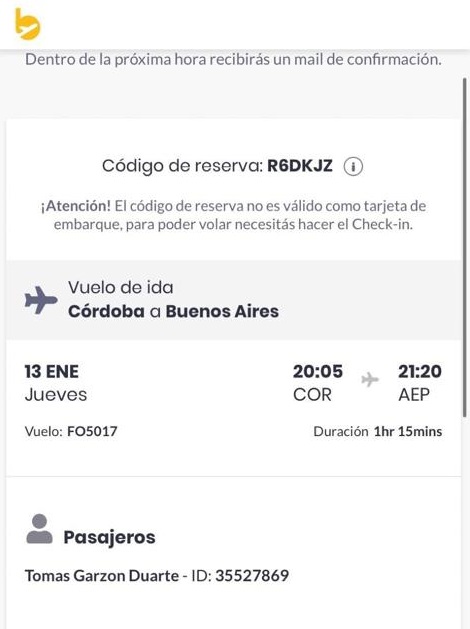 Dentro de la próxima hora recibirás un mail de confirmación.
Código de reserva: R6DKJZ
¡Atención! El código de reserva no es válido como tarjeta de
embarque, para poder volar necesitás hacer el Check-in.
Vuelo de ida
Córdoba a Buenos Aires
13 ENE 20:05 21:20
Jueves COR AEP
Vuelo: FO5017 Duración 1hr 15mins
Pasajeros
Tomas Garzon Duarte - ID: 35527869